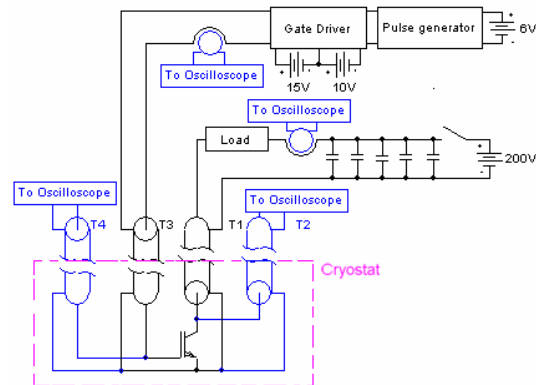 Gate Driver
Pulse generator
+
6V
-
To Oscilloscope
+ - + -
15V 10V
To Oscilloscope
Load
+
200V
-
To Oscilloscope
To Oscilloscope
T4 T3 T1 T2
Cryostat